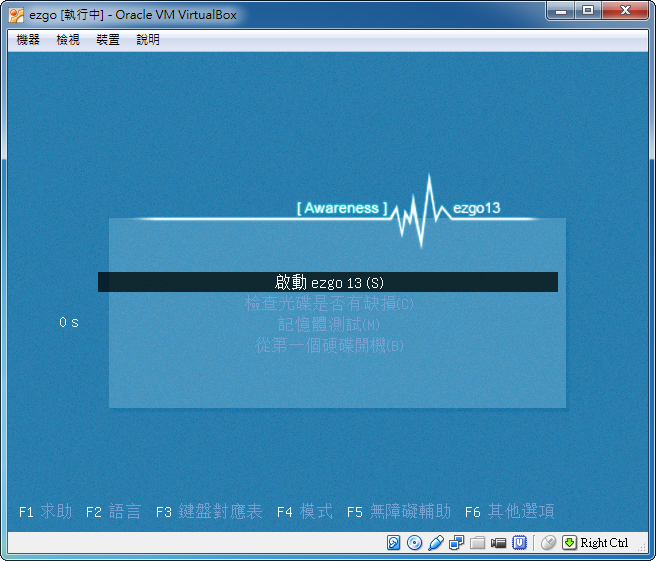 ezgo [執行中] - Oracle VM VirtualBox
機器 檢視 裝置 說明
[ Awareness ] ezgo13
啟動 ezgo 13 (S)
檢查光碟是否有缺損(C)
0 s
記憶體測試(M)
從第一個硬碟開機(B)
F1 求助 F2 語言 F3 鍵盤對應表 F4 模式 F5 無障礙輔助 F6 其他選項
Right Ctrl